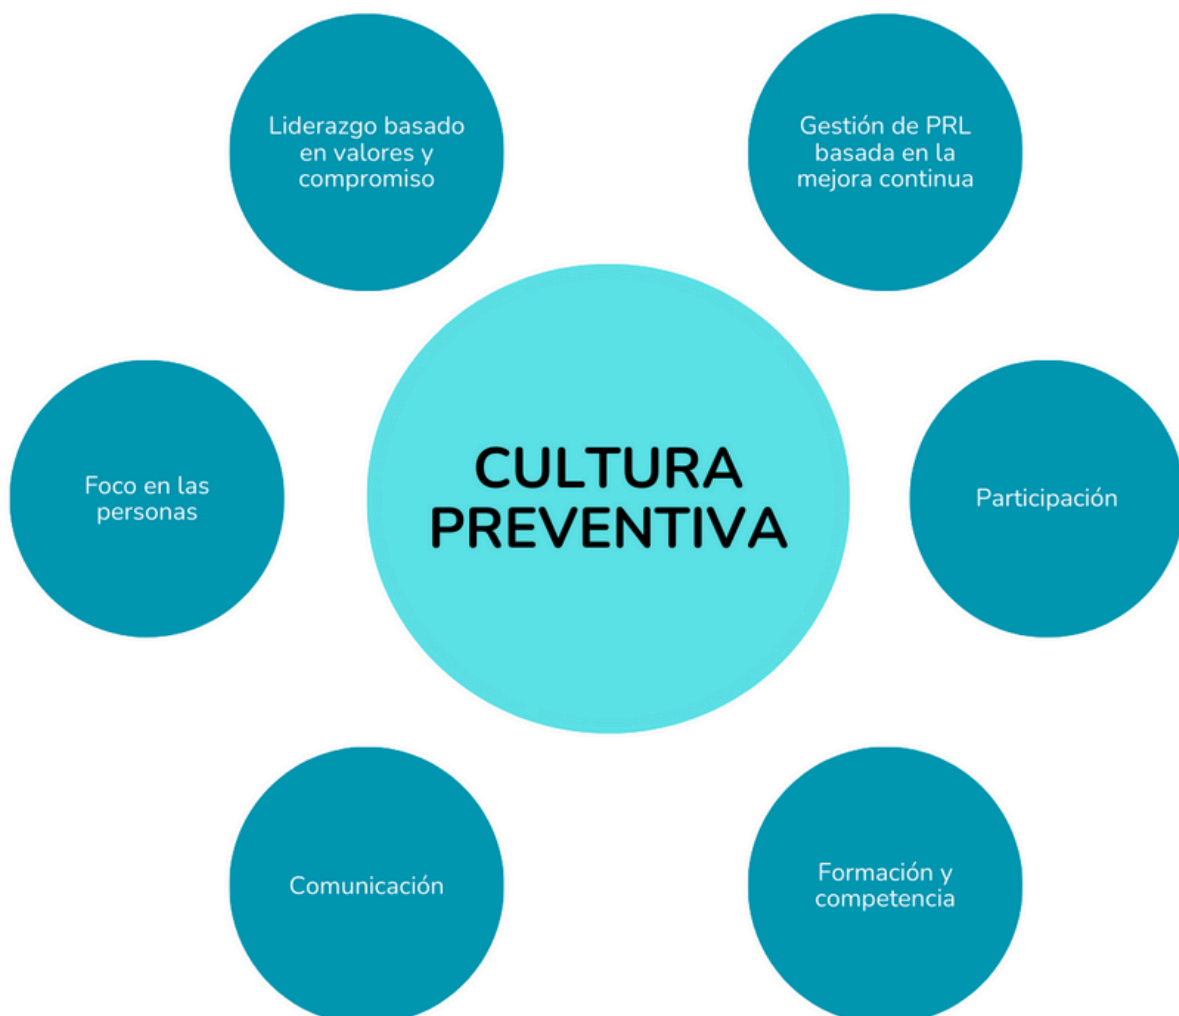 Liderazgo basado
en valores y
compromiso
Gestión de PRL
basada en la
mejora continua
Foco en las
personas
CULTURA
PREVENTIVA
Participación
Comunicación
Formación y
competencia